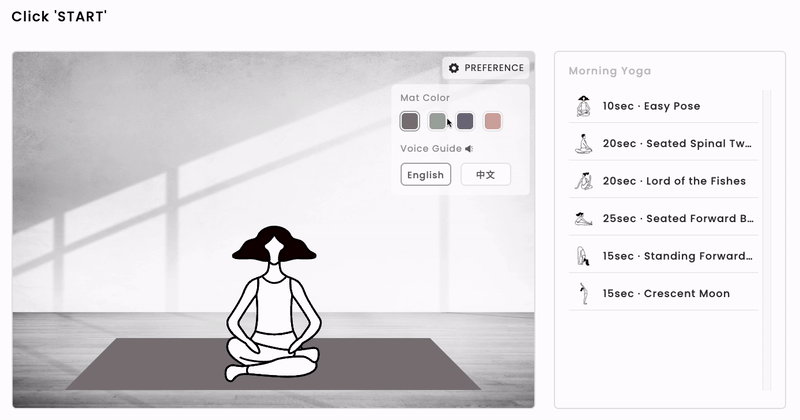 Click 'START'
PREFERENCE
Mat Color
Voice Guide
English
中文
Morning Yoga
10sec · Easy Pose
20sec · Seated Spinal Tw…
20sec · Lord of the Fishes
25sec · Seated Forward B…
15sec · Standing Forward…
15sec · Crescent Moon